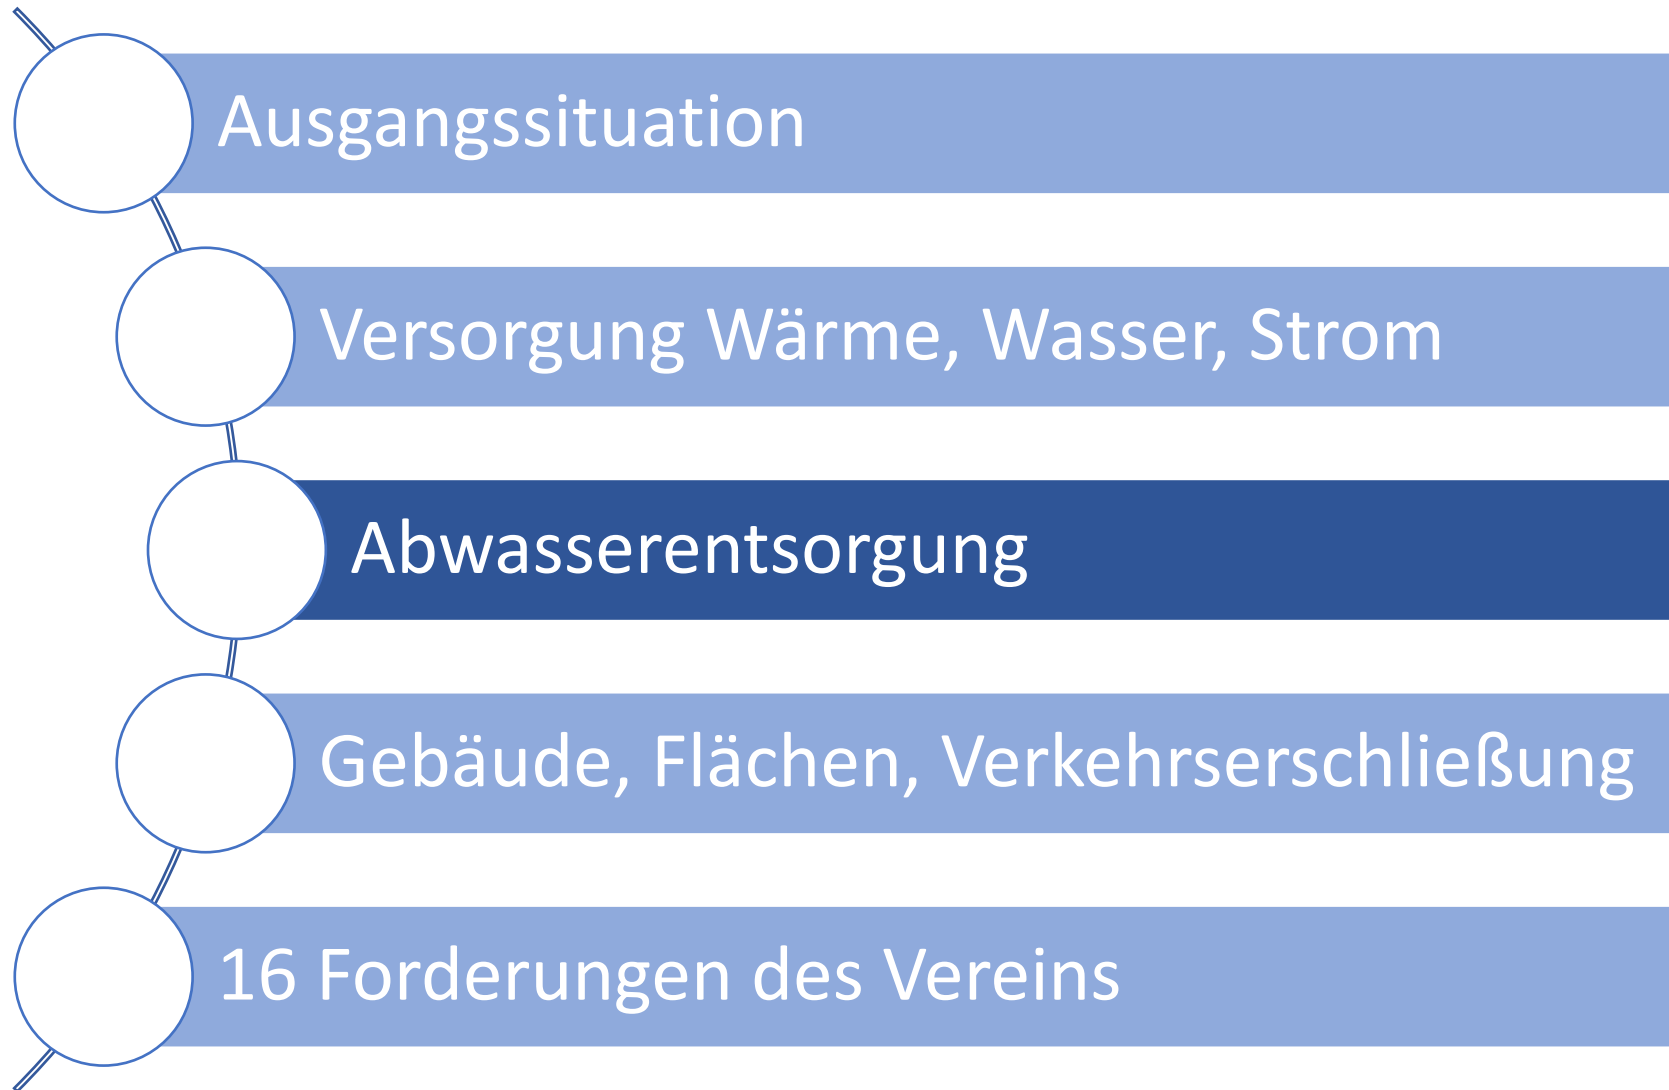 Ausgangssituation
Versorgung Wärme, Wasser, Strom
Abwasserentsorgung
Gebäude, Flächen, Verkehrserschließung
16 Forderungen des Vereins